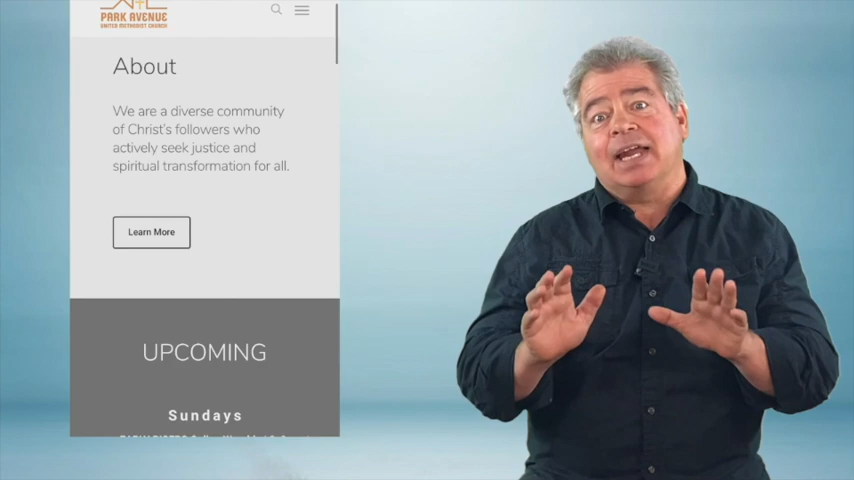 PARK AVENUE
UNITED METHODIST CHURCH
About
We are a diverse community
of Christ's followers who
actively seek justice and
spiritual transformation for all.
Learn More
UPCOMING
Sundays